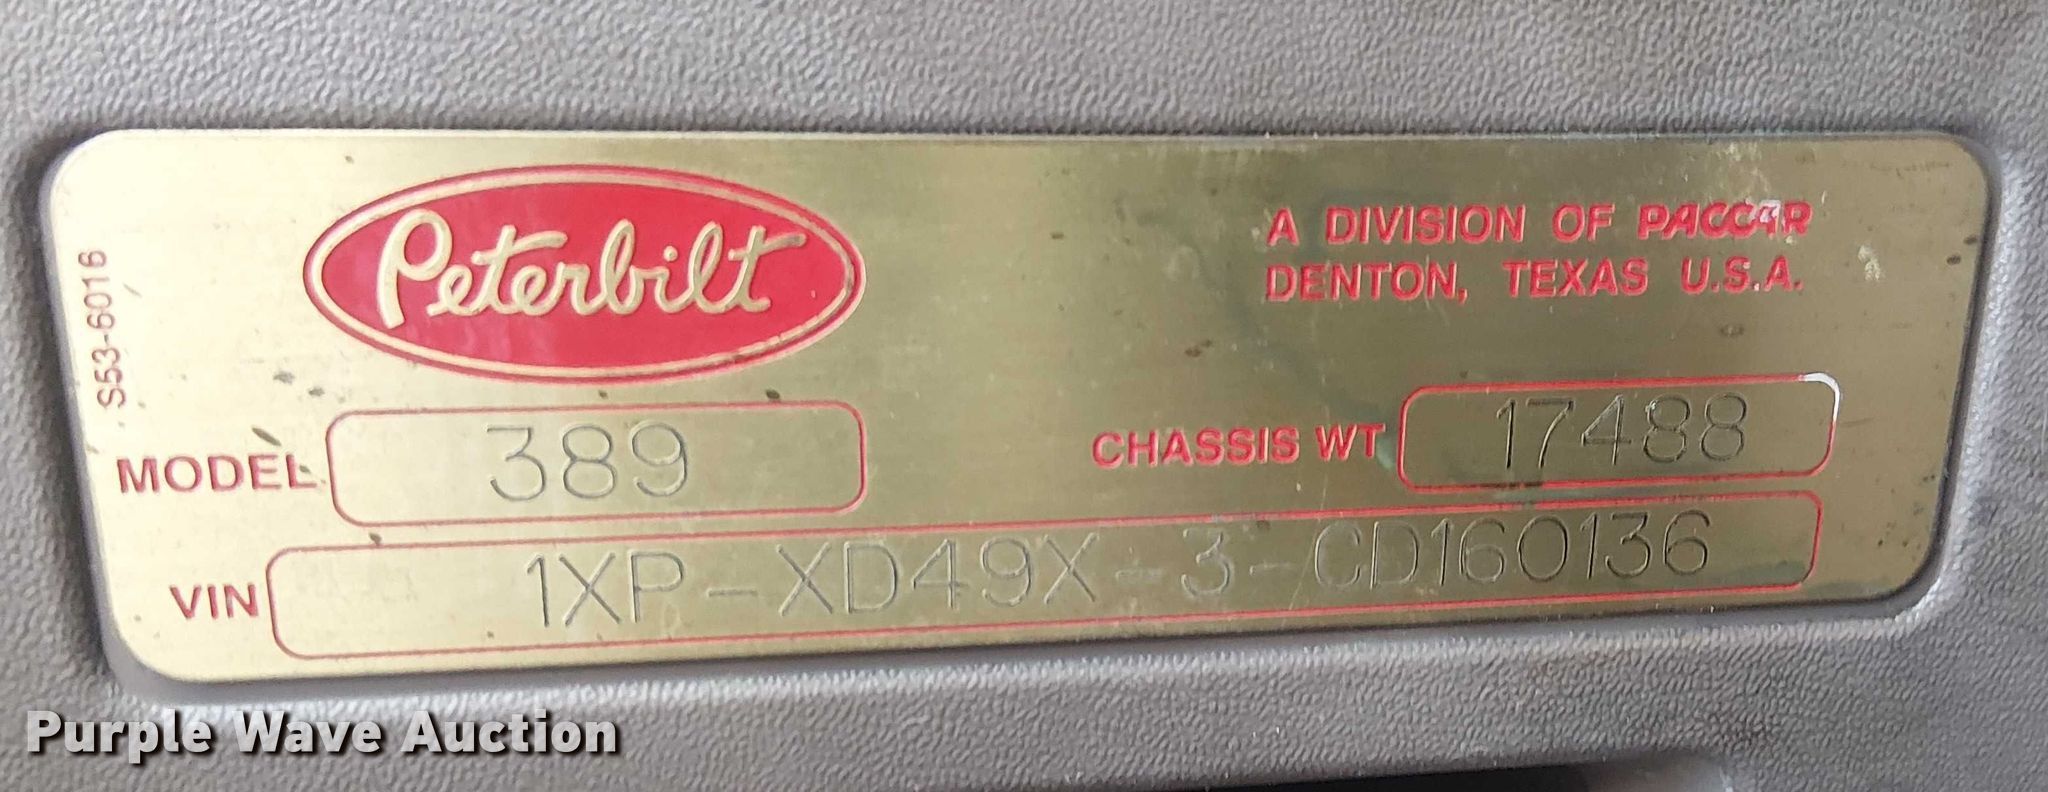 S53-6016
Peterbilt
A DIVISION OF PACCAR
DENTON, TEXAS U.S.A.
MODEL 389
CHASSIS WT 17488
VIN 1XP-XD49X-3-CD160136
Purple Wave Auction